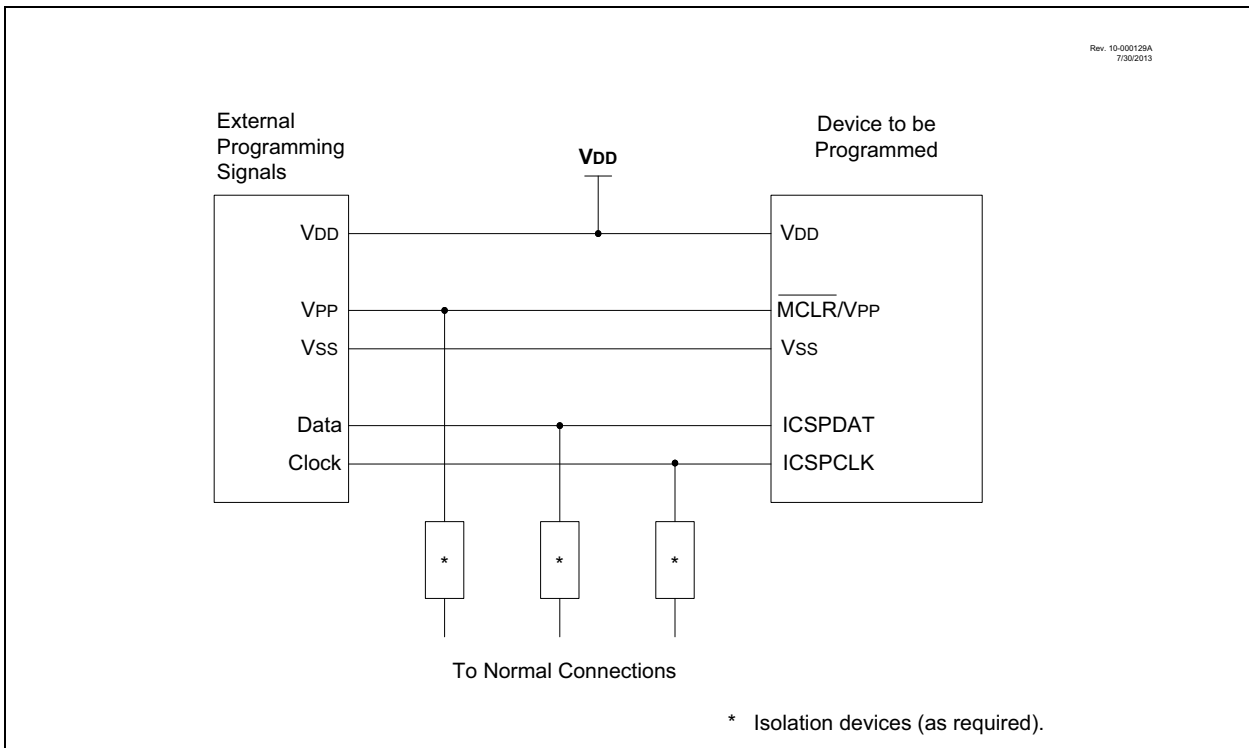 Rev. 10-000129A
7/30/2013
External
Programming
Signals
VDD
Device to be
Programmed
VDD
VDD
VPP
MCLR/VPP
VSS
VSS
Data
ICSPDAT
Clock
ICSPCLK
*
*
*
To Normal Connections
* Isolation devices (as required).